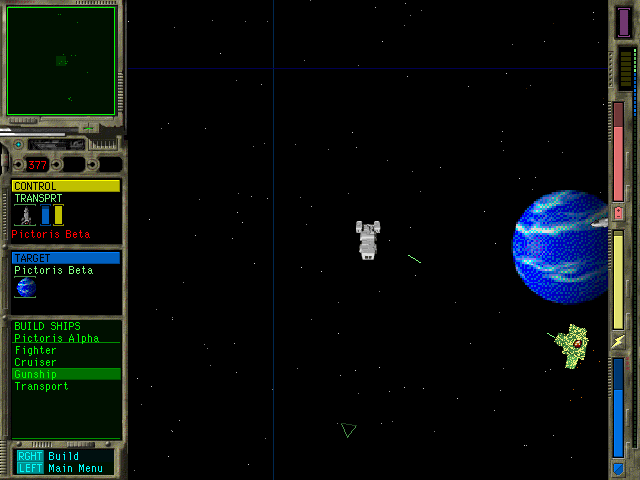 377
CONTROL
TRANSPRT
Pictoris Beta
TARGET
Pictoris Beta
BUILD SHIPS
Pictoris Alpha
Fighter
Cruiser
Gunship
Transport
RGHT Build
LEFT Main Menu